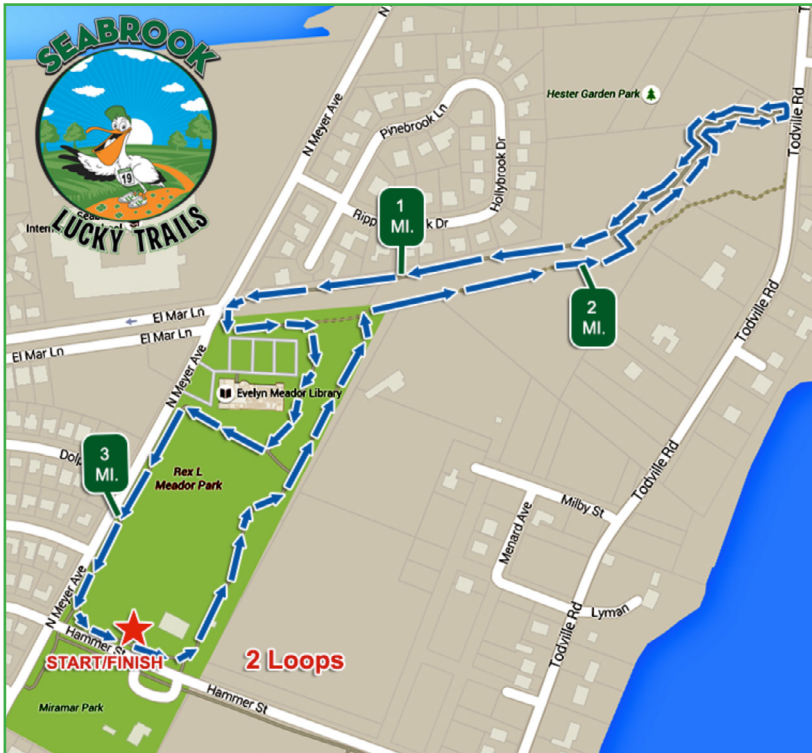 SEABROOK
19
LUCKY TRAILS
N Meyer Ave
N Meyer Ave
Pinebrook Ln
Hollybrook Dr
Hester Garden Park
Todville Rd
1
MI.
El Mar Ln
El Mar Ln
2
MI.
N Meyer Ave
Evelyn Meador Library
Todville Rd
3
MI.
Rex L
Meador Park
Todville Rd
Milby St
Menard Ave
Lyman
N Meyer Ave
Hammer St
START/FINISH
2 Loops
Hammer St
Miramar Park
Todville Rd